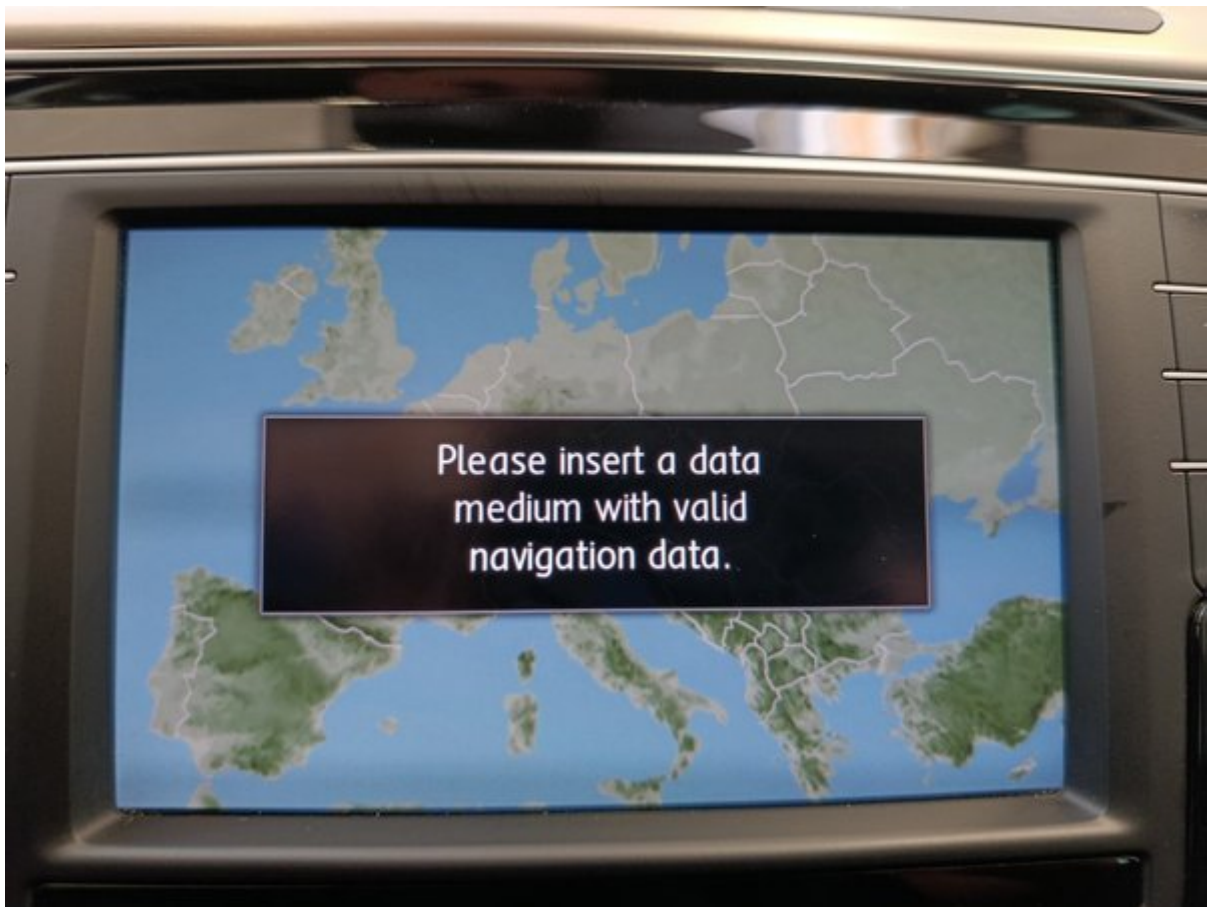 Please insert a data
medium with valid
navigation data.